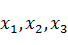 x₁, x₂, x₃